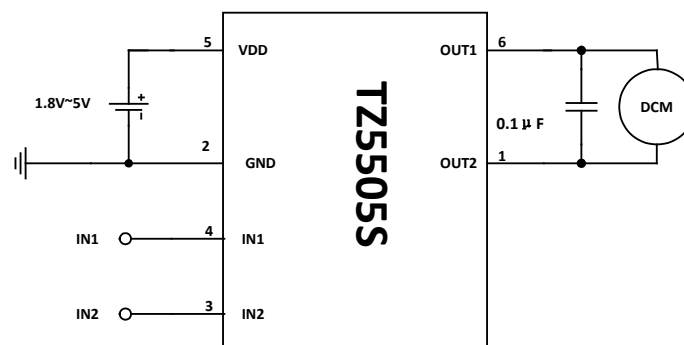 5
VDD
OUT1
6
1.8V~5V
+
TZ5505S
0.1μF
DCM
2
GND
OUT2
1
IN1
4
IN1
IN2
3
IN2